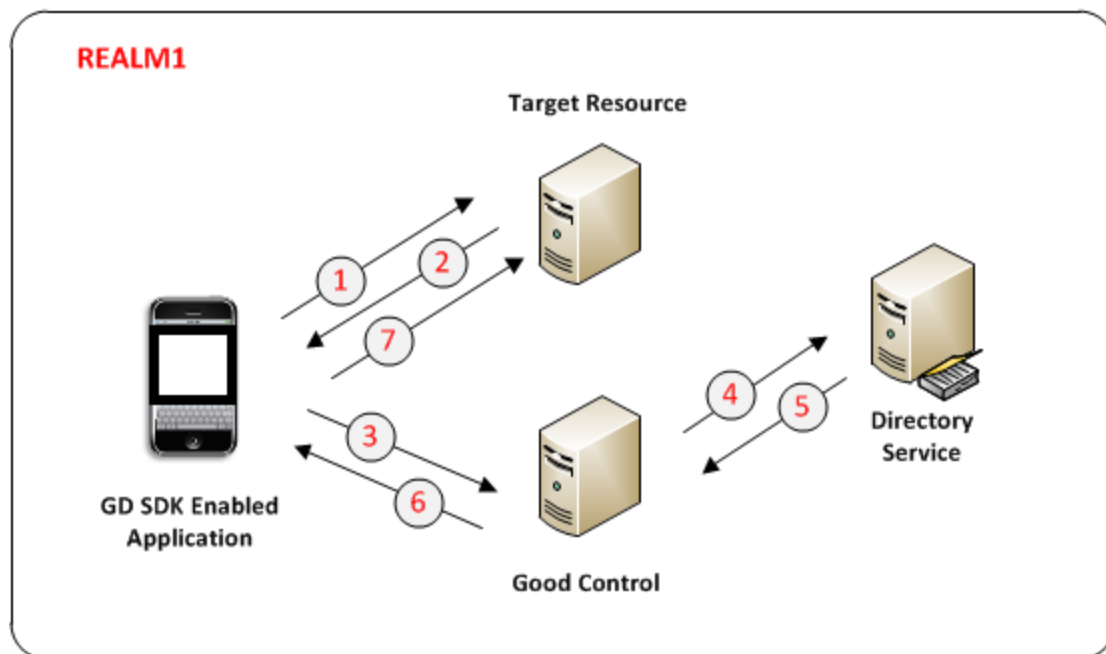 REALM1
Target Resource
1
2
7
3
6
4
5
Directory
Service
GD SDK Enabled
Application
Good Control